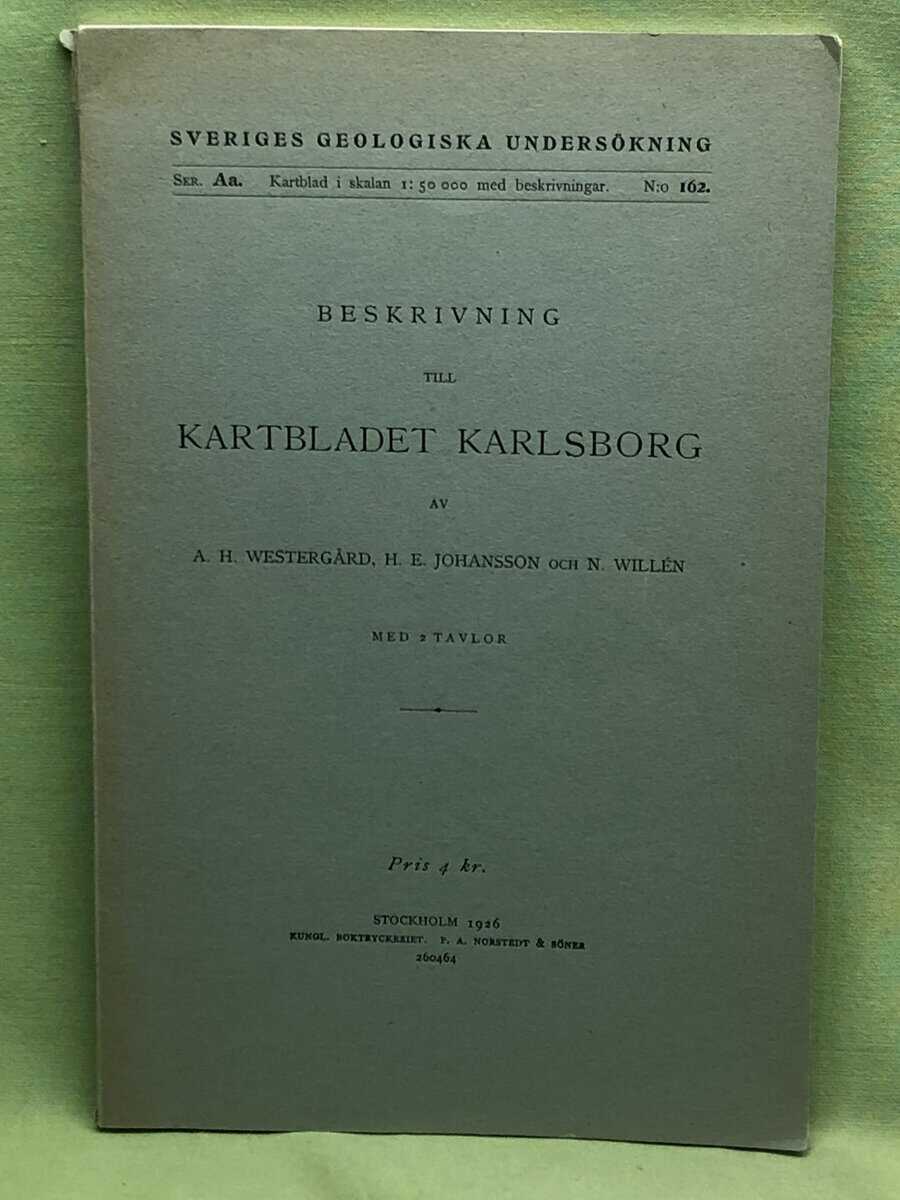 SVERIGES GEOLOGISKA UNDERSÖKNING
SER. Aa. Kartblad i skalan 1: 50 000 med beskrivningar. N:o 162.
BESKRIVNING
TILL
KARTBLADET KARLSBORG
AV
A. H. WESTERGÅRD, H. E. JOHANSSON OCH N. WILLÉN
MED 2 TAVLOR
Pris 4 kr.
STOCKHOLM 1926
KUNGL. BOKTRYCKERIET. P. A. NORSTEDT & SÖNER
260464